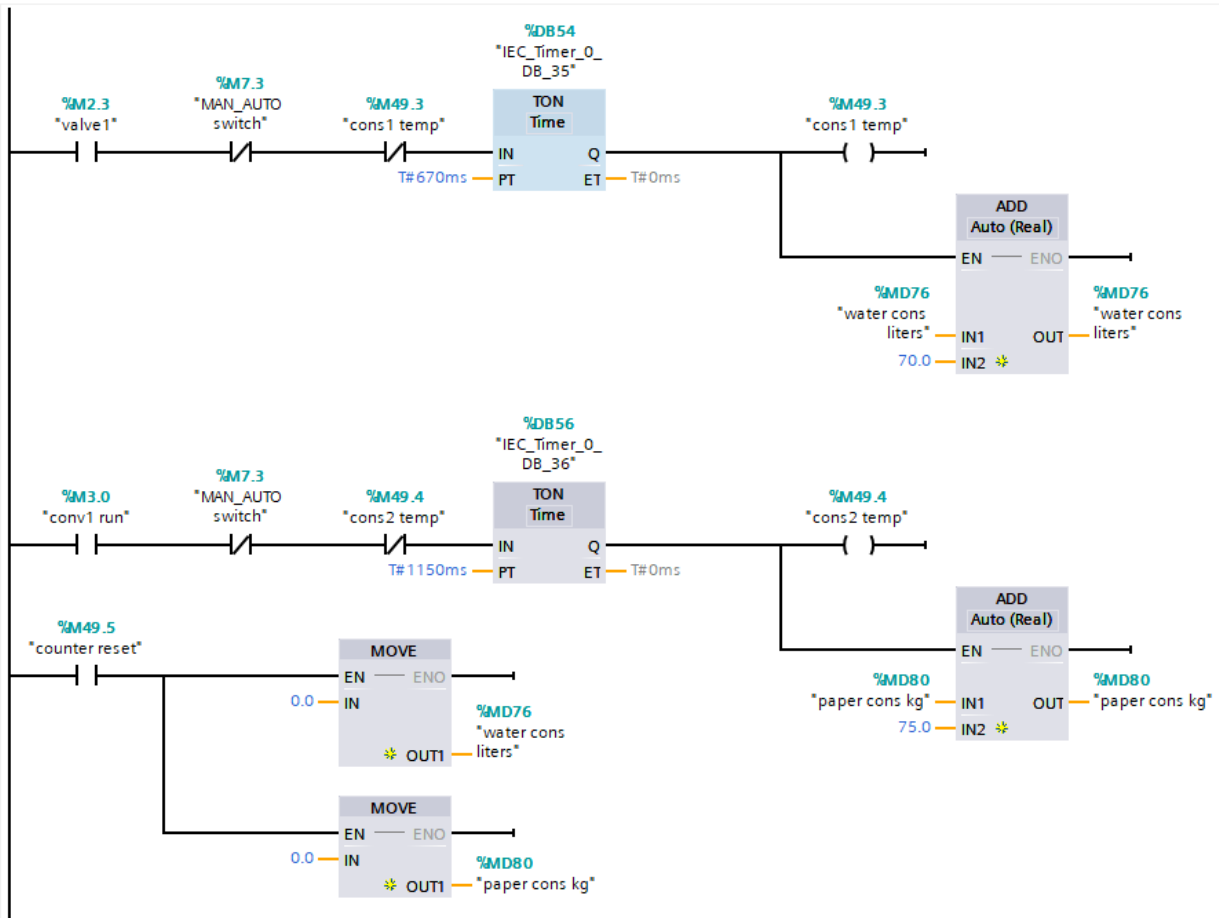 %DB54
"IEC_Timer_0_
DB_35"
%M2.3
"valve1"
%M7.3
"MAN_AUTO
switch"
%M49.3
"cons1 temp"
TON
Time
IN
Q
T#670ms
PT
ET
T#0ms
%M49.3
"cons1 temp"
ADD
Auto (Real)
EN
ENO
%MD76
"water cons
liters"
IN1
70.0
IN2
OUT
%MD76
"water cons
liters"
%DB56
"IEC_Timer_0_
DB_36"
%M3.0
"conv1 run"
%M7.3
"MAN_AUTO
switch"
%M49.4
"cons2 temp"
TON
Time
IN
Q
T#1150ms
PT
ET
T#0ms
%M49.4
"cons2 temp"
ADD
Auto (Real)
EN
ENO
%MD80
"paper cons kg"
IN1
75.0
IN2
OUT
%MD80
"paper cons kg"
%M49.5
"counter reset"
MOVE
EN
ENO
0.0
IN
OUT1
%MD76
"water cons
liters"
MOVE
EN
ENO
0.0
IN
OUT1
%MD80
"paper cons kg"